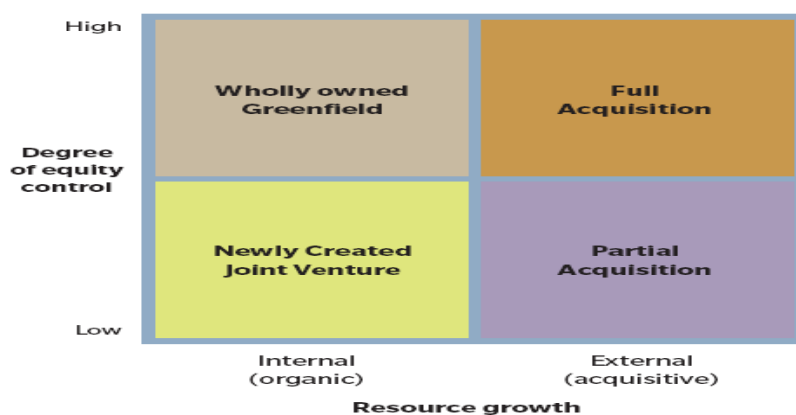 High
Wholly owned
Greenfield
Full
Acquisition
Degree
of equity
control
Newly Created
Joint Venture
Partial
Acquisition
Low
Internal
(organic)
External
(acquisitive)
Resource growth